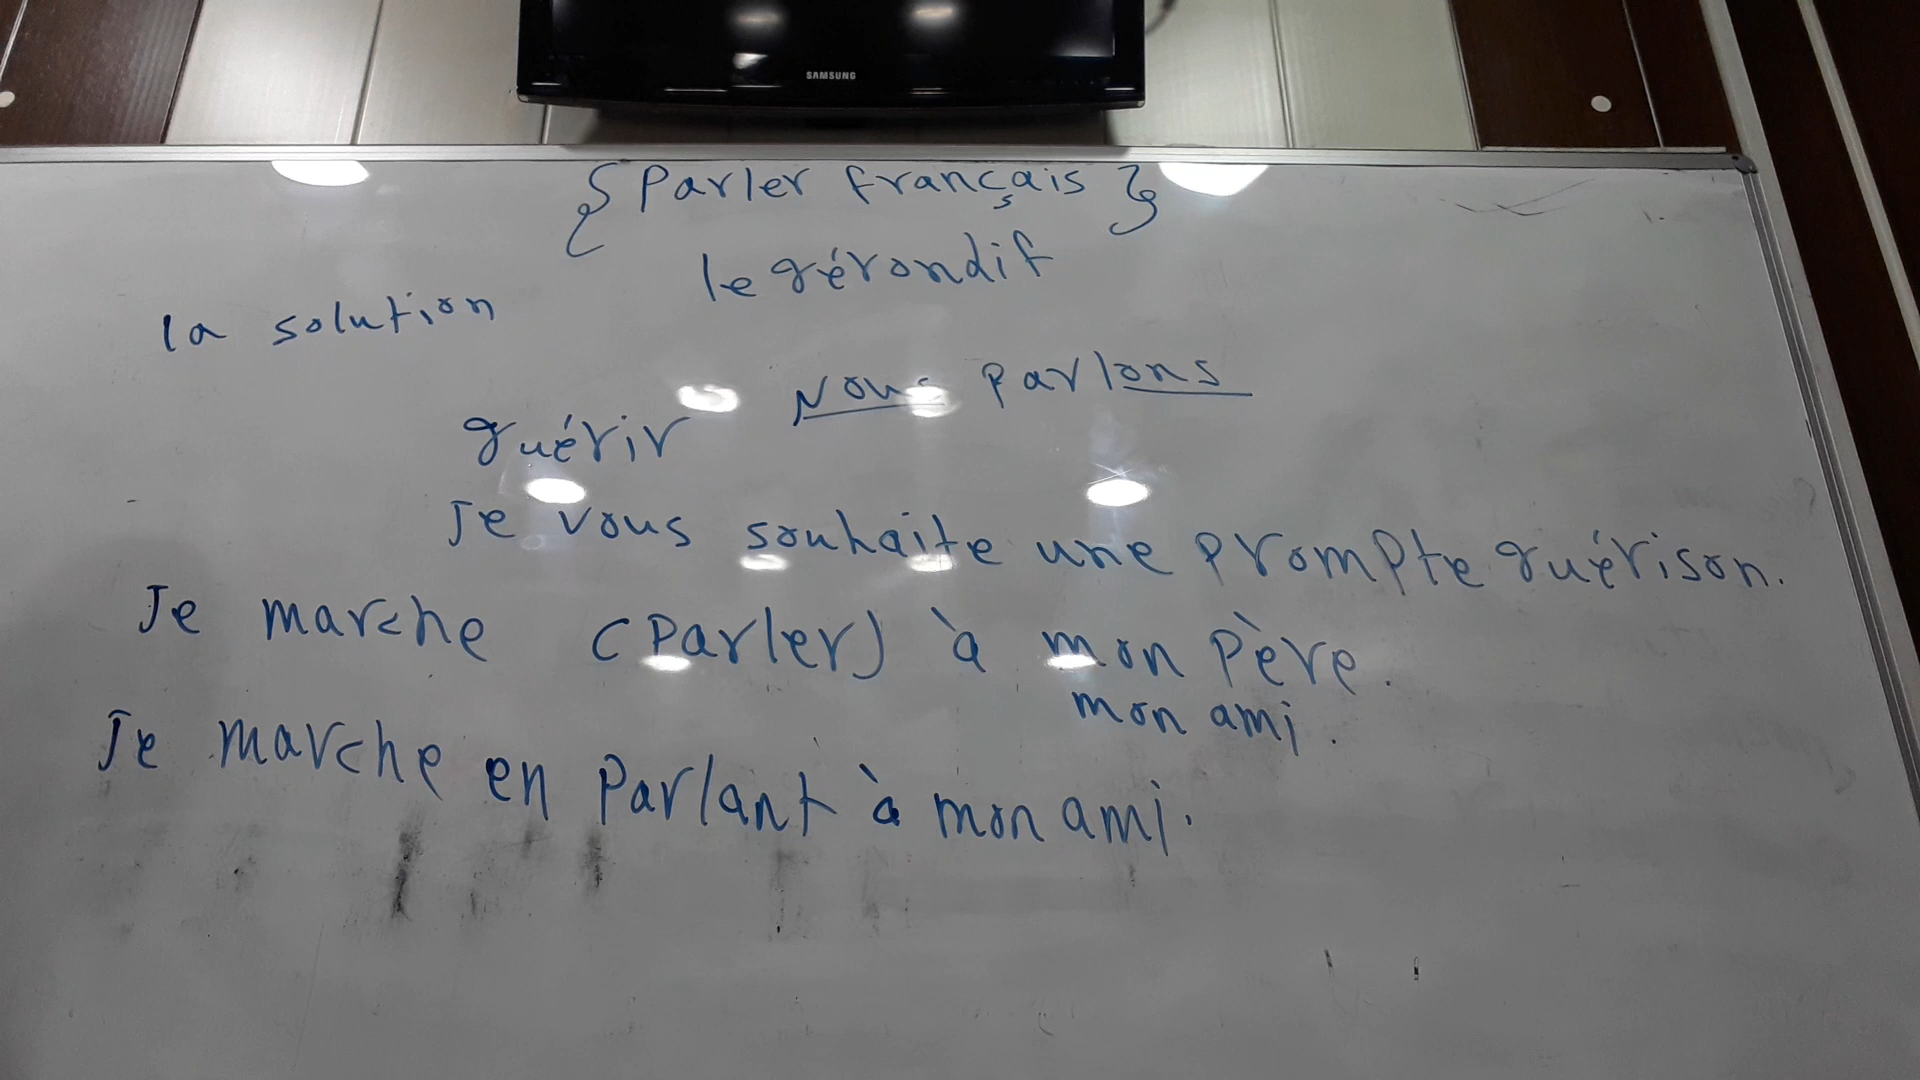 SAMSUNG
{ Parler français }
le gérondif
la solution
Nous parlons
guérir
Je vous souhaite une prompte guérison.
Je marche (Parler) à mon Père.
mon ami.
Je marche en Parlant à mon ami.